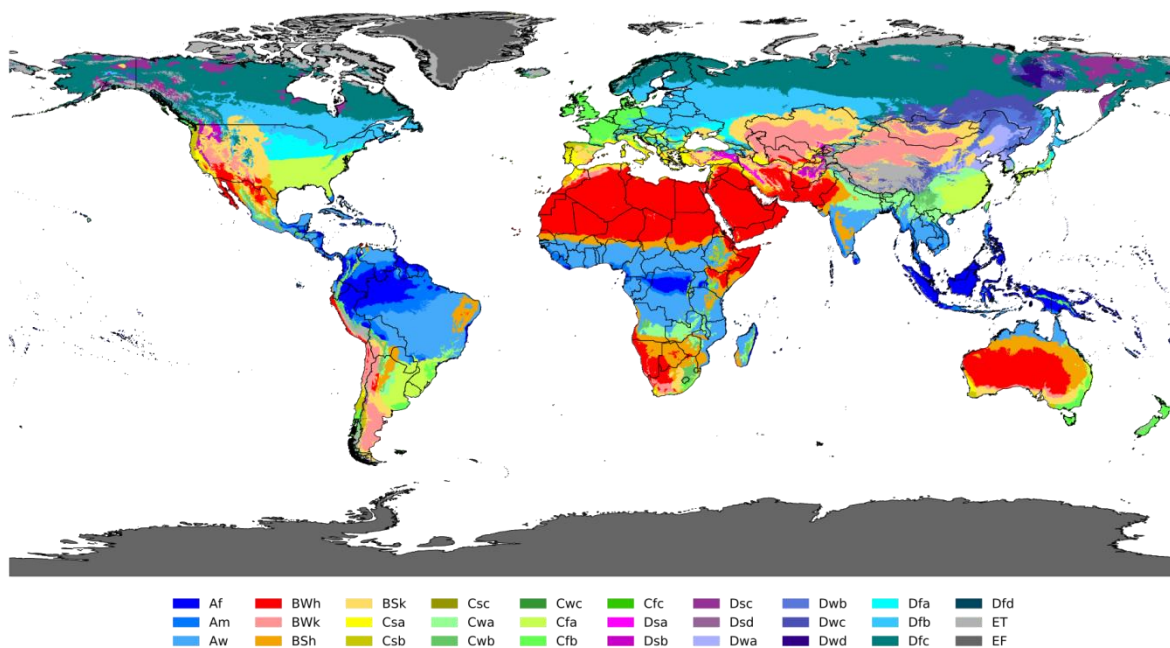 Af BWh BSk Csc Cwc Cfc Dsc Dwb Dfa Dfd
Am BWk Csa Cwa Cfa Dsa Dsd Dwc Dfb ET
Aw BSh Csb Cwb Cfb Dsb Dwa Dwd Dfc EF